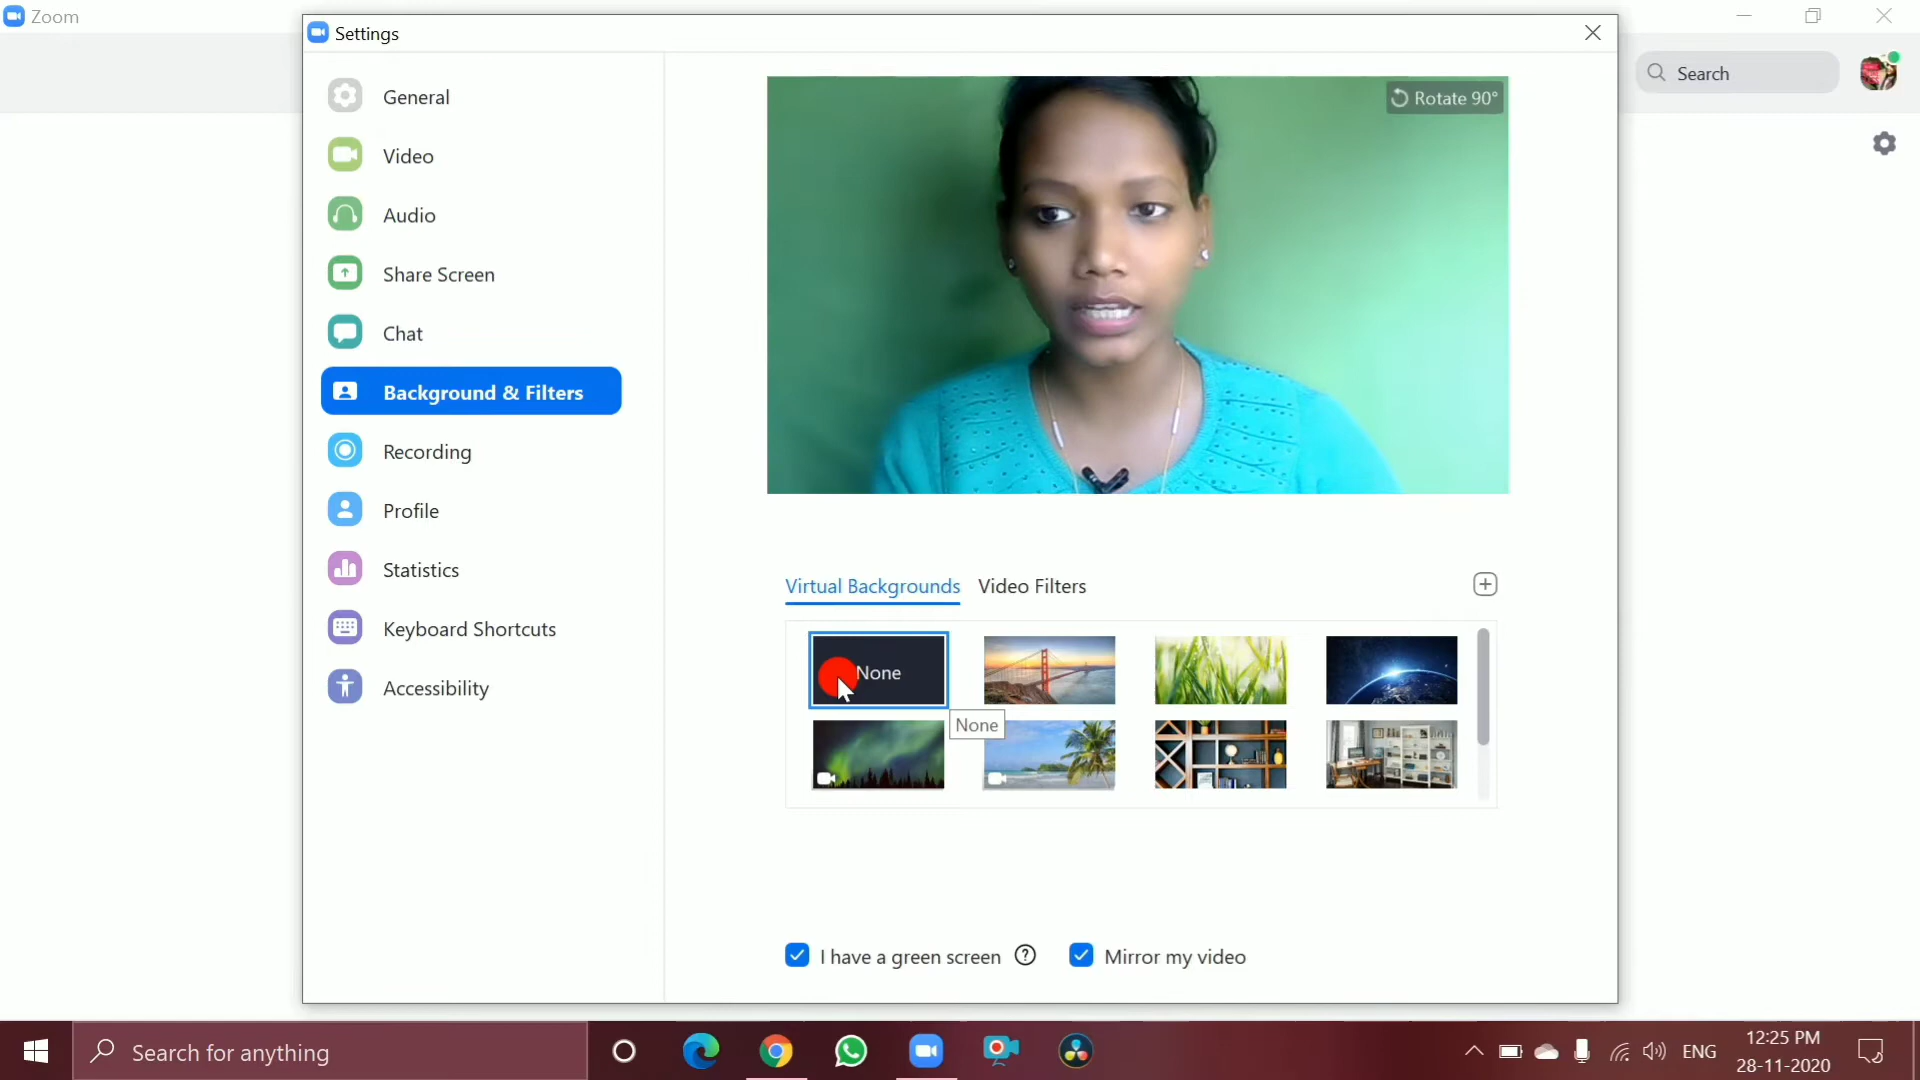 Zoom
Settings
Search
General
Video
Audio
Share Screen
Chat
Background & Filters
Recording
Profile
Statistics
Keyboard Shortcuts
Accessibility
Rotate 90°
Virtual Backgrounds Video Filters
None
None
I have a green screen
Mirror my video
Search for anything
ENG
12:25 PM
28-11-2020